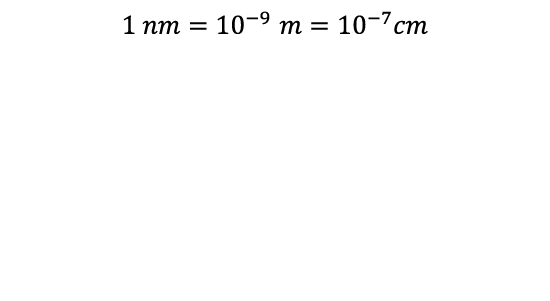 1 nm = 10⁻⁹ m = 10⁻⁷cm